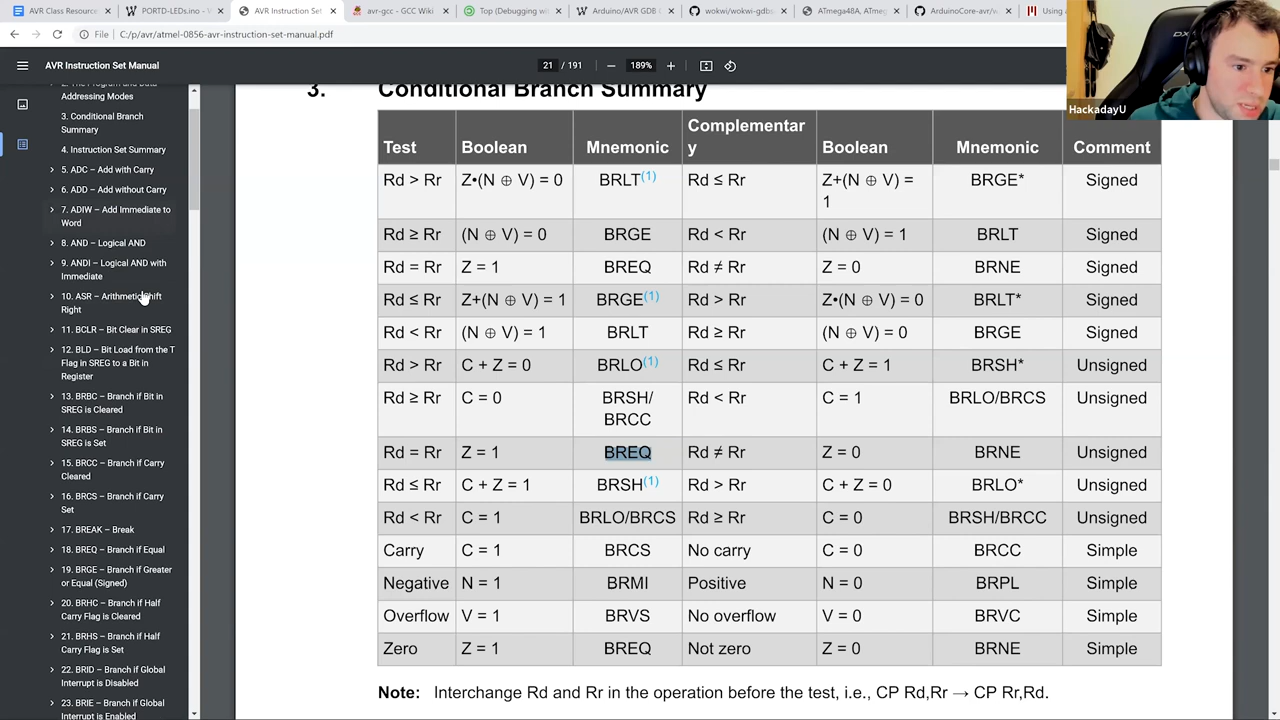 AVR Class Resour
PORTD-LEDs.ino - W
AVR Instruction Set
avr-gcc - GCC Wiki
Top (Debugging wi
Arduino/AVR GDB
wokwi/wokwi-gdbs
ATmega48A, ATmeg
ArduinoCore-avr/w
Using
File C:/p/avr/atmel-0856-avr-instruction-set-manual.pdf
AVR Instruction Set Manual
21 / 191
189%
HackadayU
2. The Program and Data
Addressing Modes
3. Conditional Branch
Summary
4. Instruction Set Summary
5. ADC – Add with Carry
6. ADD – Add without Carry
7. ADIW – Add Immediate to
Word
8. AND – Logical AND
9. ANDI – Logical AND with
Immediate
10. ASR – Arithmetic Shift
Right
11. BCLR – Bit Clear in SREG
12. BLD – Bit Load from the T
Flag in SREG to a Bit in
Register
13. BRBC – Branch if Bit in
SREG is Cleared
14. BRBS – Branch if Bit in
SREG is Set
15. BRCC – Branch if Carry
Cleared
16. BRCS – Branch if Carry
Set
17. BREAK – Break
18. BREQ – Branch if Equal
19. BRGE – Branch if Greater
or Equal (Signed)
20. BRHC – Branch if Half
Carry Flag is Cleared
21. BRHS – Branch if Half
Carry Flag is Set
22. BRID – Branch if Global
Interrupt is Disabled
23. BRIE – Branch if Global
Interrupt is Enabled
3. Conditional Branch Summary
Test Boolean Mnemonic Complementar
y Boolean Mnemonic Comment
Rd > Rr Z•(N ⊕ V) = 0 BRLT(1) Rd ≤ Rr Z+(N ⊕ V) =
1 BRGE* Signed
Rd ≥ Rr (N ⊕ V) = 0 BRGE Rd < Rr (N ⊕ V) = 1 BRLT Signed
Rd = Rr Z = 1 BREQ Rd ≠ Rr Z = 0 BRNE Signed
Rd ≤ Rr Z+(N ⊕ V) = 1 BRGE(1) Rd > Rr Z•(N ⊕ V) = 0 BRLT* Signed
Rd < Rr (N ⊕ V) = 1 BRLT Rd ≥ Rr (N ⊕ V) = 0 BRGE Signed
Rd > Rr C + Z = 0 BRLO(1) Rd ≤ Rr C + Z = 1 BRSH* Unsigned
Rd ≥ Rr C = 0 BRSH/
BRCC Rd < Rr C = 1 BRLO/BRCS Unsigned
Rd = Rr Z = 1 BREQ Rd ≠ Rr Z = 0 BRNE Unsigned
Rd ≤ Rr C + Z = 1 BRSH(1) Rd > Rr C + Z = 0 BRLO* Unsigned
Rd < Rr C = 1 BRLO/BRCS Rd ≥ Rr C = 0 BRSH/BRCC Unsigned
Carry C = 1 BRCS No carry C = 0 BRCC Simple
Negative N = 1 BRMI Positive N = 0 BRPL Simple
Overflow V = 1 BRVS No overflow V = 0 BRVC Simple
Zero Z = 1 BREQ Not zero Z = 0 BRNE Simple
Note: Interchange Rd and Rr in the operation before the test, i.e., CP Rd,Rr → CP Rr,Rd.